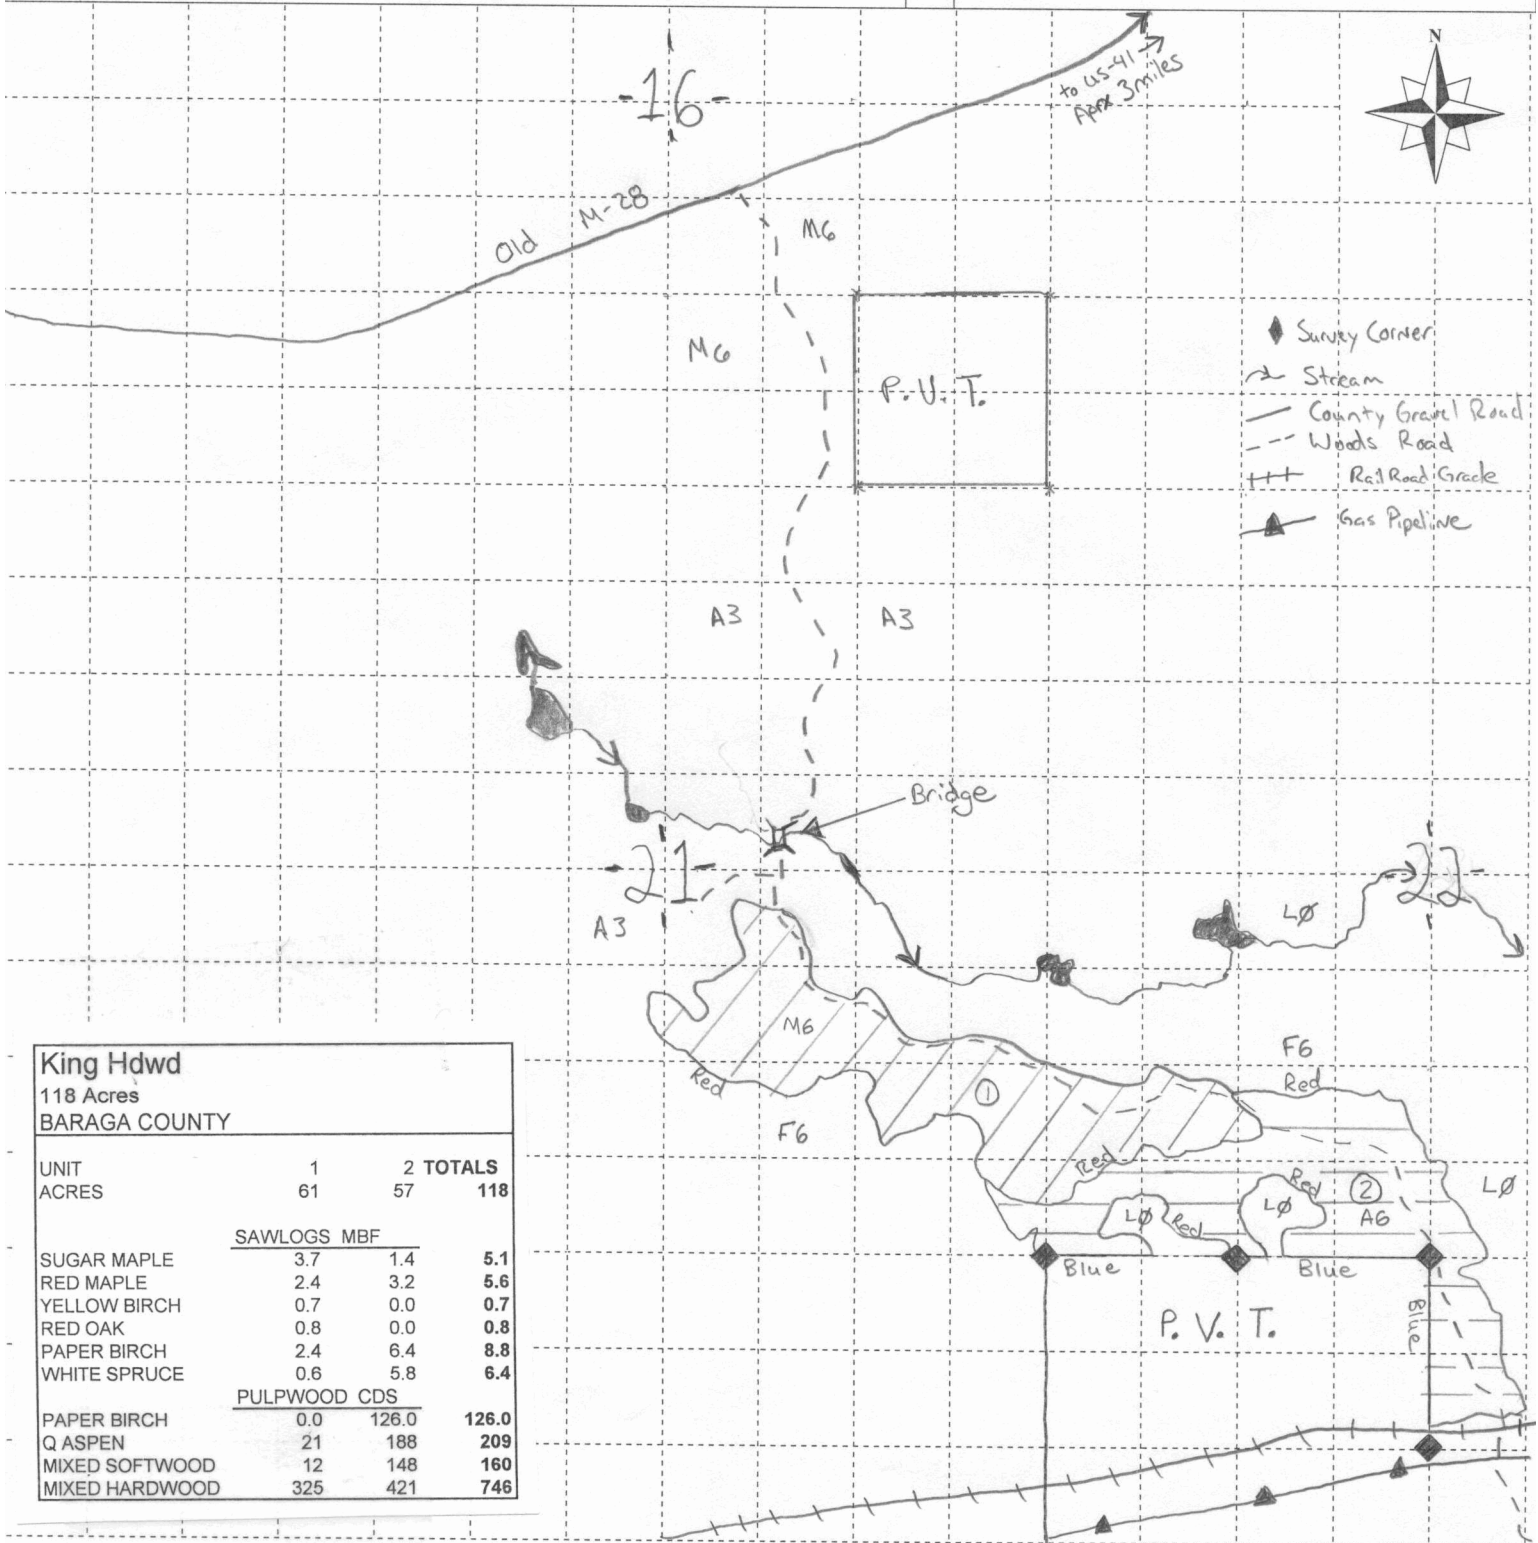 -16-
to US-41
Aprx 3 miles
N
Old M-28
M6
M6
P.V.T.
Survey Corner
Stream
County Gravel Road
Woods Road
Rail Road Grade
Gas Pipeline
A3
A3
Bridge
-21-
-22-
A3
LØ
M6
Red
F6
F6
Red
1
Red
Red
2
LØ
LØ
Red
LØ
A6
Blue
Blue
Blue
P. V. T.
King Hdwd
118 Acres
BARAGA COUNTY
UNIT 1 2 TOTALS
ACRES 61 57 118
SAWLOGS MBF
SUGAR MAPLE 3.7 1.4 5.1
RED MAPLE 2.4 3.2 5.6
YELLOW BIRCH 0.7 0.0 0.7
RED OAK 0.8 0.0 0.8
PAPER BIRCH 2.4 6.4 8.8
WHITE SPRUCE 0.6 5.8 6.4
PULPWOOD CDS
PAPER BIRCH 0.0 126.0 126.0
Q ASPEN 21 188 209
MIXED SOFTWOOD 12 148 160
MIXED HARDWOOD 325 421 746